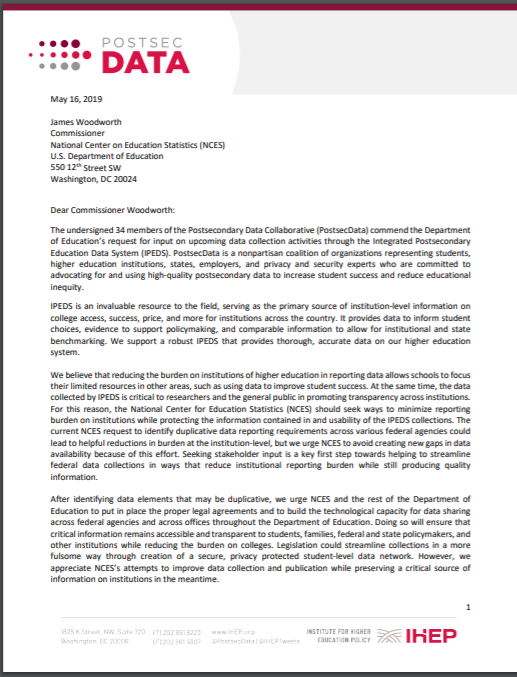 POSTSEC
DATA
May 16, 2019
James Woodworth
Commissioner
National Center on Education Statistics (NCES)
U.S. Department of Education
550 12th Street SW
Washington, DC 20024
Dear Commissioner Woodworth:
The undersigned 34 members of the Postsecondary Data Collaborative (PostsecData) commend the Department
of Education's request for input on upcoming data collection activities through the Integrated Postsecondary
Education Data System (IPEDS). PostsecData is a nonpartisan coalition of organizations representing students,
higher education institutions, states, employers, and privacy and security experts who are committed to
advocating for and using high-quality postsecondary data to increase student success and reduce educational
inequity.
IPEDS is an invaluable resource to the field, serving as the primary source of institution-level information on
college access, success, price, and more for institutions across the country. It provides data to inform student
choices, evidence to support policymaking, and comparable information to allow for institutional and state
benchmarking. We support a robust IPEDS that provides thorough, accurate data on our higher education
system.
We believe that reducing the burden on institutions of higher education in reporting data allows schools to focus
their limited resources in other areas, such as using data to improve student success. At the same time, the data
collected by IPEDS is critical to researchers and the general public in promoting transparency across institutions.
For this reason, the National Center for Education Statistics (NCES) should seek ways to minimize reporting
burden on institutions while protecting the information contained in and usability of the IPEDS collections. The
current NCES request to identify duplicative data reporting requirements across various federal agencies could
lead to helpful reductions in burden at the institution-level, but we urge NCES to avoid creating new gaps in data
availability because of this effort. Seeking stakeholder input is a key first step towards helping to streamline
federal data collections in ways that reduce institutional reporting burden while still producing quality
information.
After identifying data elements that may be duplicative, we urge NCES and the rest of the Department of
Education to put in place the proper legal agreements and to build the technological capacity for data sharing
across federal agencies and across offices throughout the Department of Education. Doing so will ensure that
critical information remains accessible and transparent to students, families, federal and state policymakers, and
other institutions while reducing the burden on colleges. Legislation could streamline collections in a more
fulsome way through creation of a secure, privacy protected student-level data network. However, we
appreciate NCES's attempts to improve data collection and publication while preserving a critical source of
information on institutions in the meantime.
1
1825 K Street, NW, Suite 720 (T) 202 861 8223 www.IHEP.org
Washington, DC 20006 (F) 202 861 9307 @PostsecData | @IHEPTweets
INSTITUTE FOR HIGHER
EDUCATION POLICY
IHEP